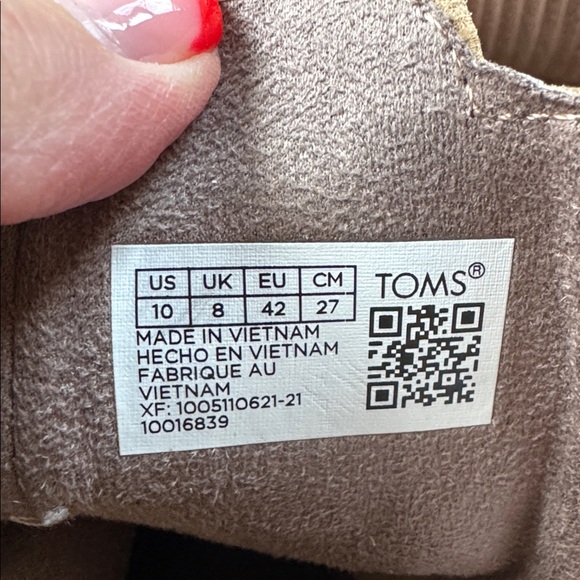 US UK EU CM
10 8 42 27
TOMS®
MADE IN VIETNAM
HECHO EN VIETNAM
FABRIQUE AU
VIETNAM
XF: 1005110621-21
10016839